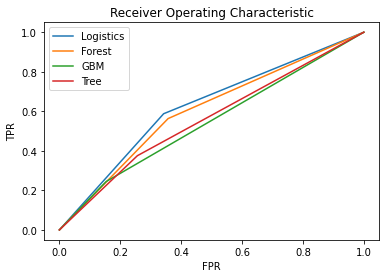 Receiver Operating Characteristic
Logistics
Forest
GBM
Tree
1.0
0.8
0.6
0.4
0.2
0.0
TPR
0.0 0.2 0.4 0.6 0.8 1.0
FPR